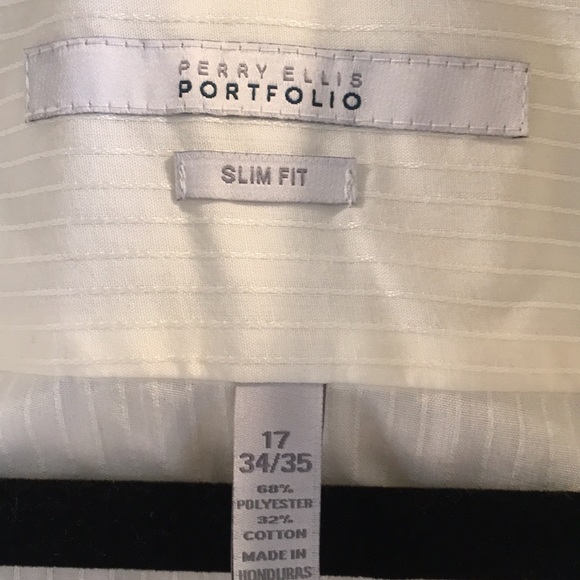 PERRY ELLIS
PORTFOLIO
SLIM FIT
17
34/35
68%
POLYESTER
32%
COTTON
MADE IN
HONDURAS